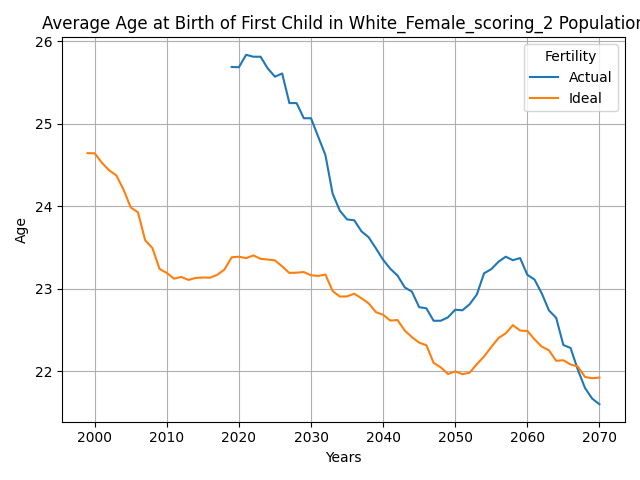 Average Age at Birth of First Child in White_Female_scoring_2 Population
Fertility
Actual
Ideal
26
25
24
23
22
Age
2000 2010 2020 2030 2040 2050 2060 2070
Years